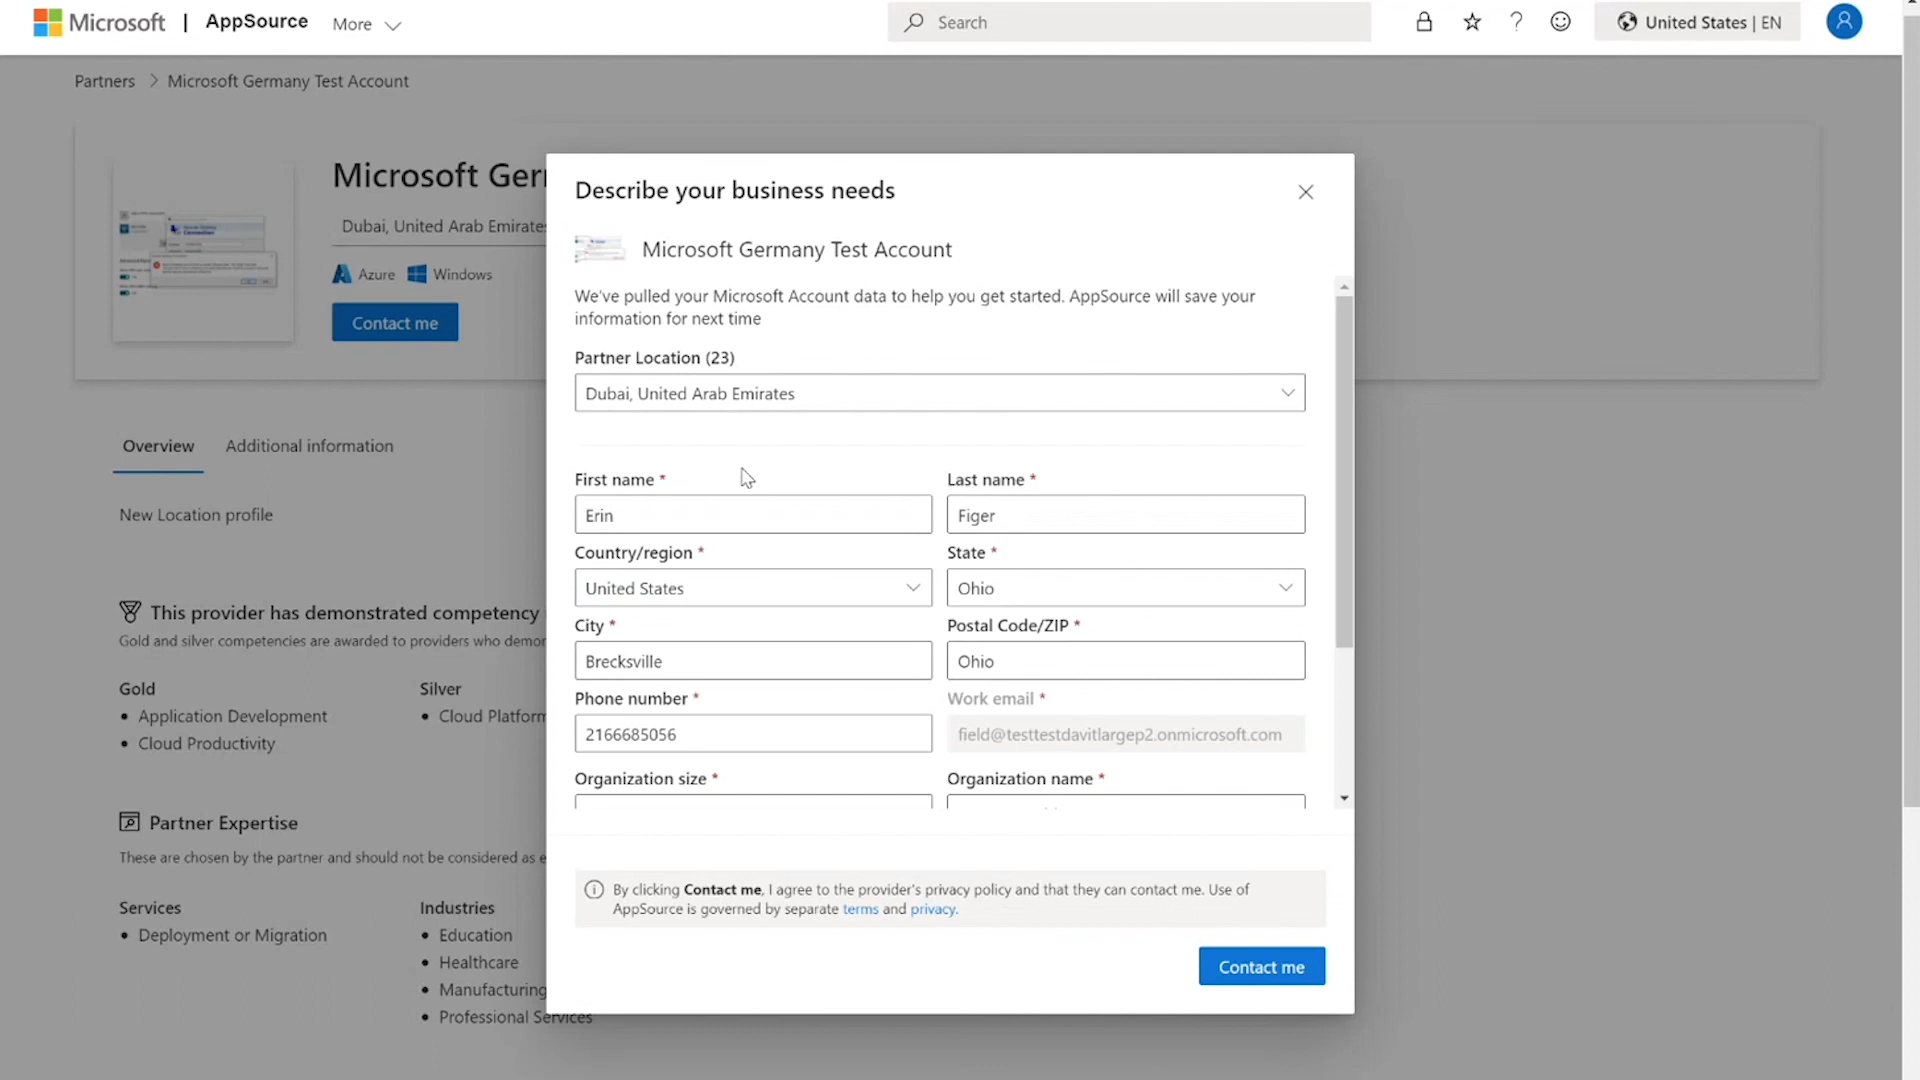 Microsoft | AppSource More
Search
United States | EN
Partners > Microsoft Germany Test Account
Microsoft Ger
Dubai, United Arab Emirates
Azure Windows
Contact me
Overview Additional information
New Location profile
This provider has demonstrated competency
Gold and silver competencies are awarded to providers who demon
Gold Silver
• Application Development • Cloud Platform
• Cloud Productivity
Partner Expertise
These are chosen by the partner and should not be considered as e
Services Industries
• Deployment or Migration • Education
• Healthcare
• Manufacturing
• Professional Services
Describe your business needs
Microsoft Germany Test Account
We've pulled your Microsoft Account data to help you get started. AppSource will save your
information for next time
Partner Location (23)
Dubai, United Arab Emirates
First name * Last name *
Erin Figer
Country/region * State *
United States Ohio
City * Postal Code/ZIP *
Brecksville Ohio
Phone number * Work email *
2166685056 field@testtestdavitlargep2.onmicrosoft.com
Organization size * Organization name *
By clicking Contact me, I agree to the provider's privacy policy and that they can contact me. Use of
AppSource is governed by separate terms and privacy.
Contact me